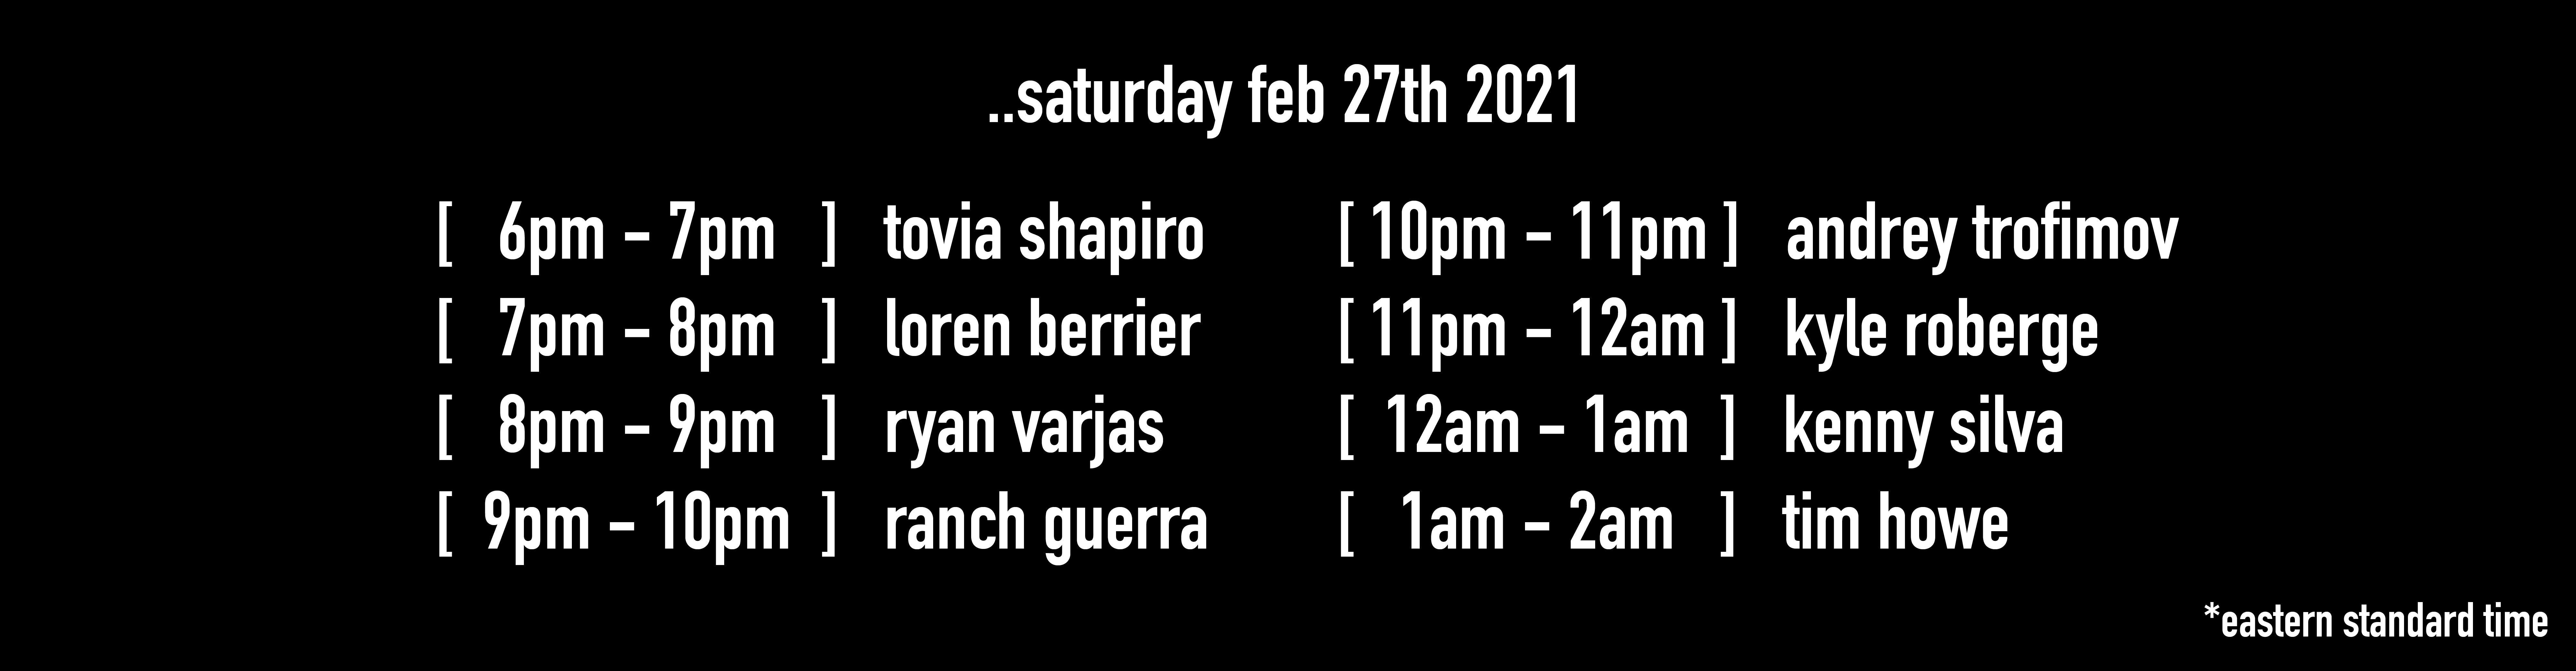 ..saturday feb 27th 2021
[ 6pm – 7pm ] tovia shapiro
[ 7pm – 8pm ] loren berrier
[ 8pm – 9pm ] ryan varjas
[ 9pm – 10pm ] ranch guerra
[ 10pm – 11pm ] andrey trofimov
[ 11pm – 12am ] kyle roberge
[ 12am – 1am ] kenny silva
[ 1am – 2am ] tim howe
*eastern standard time